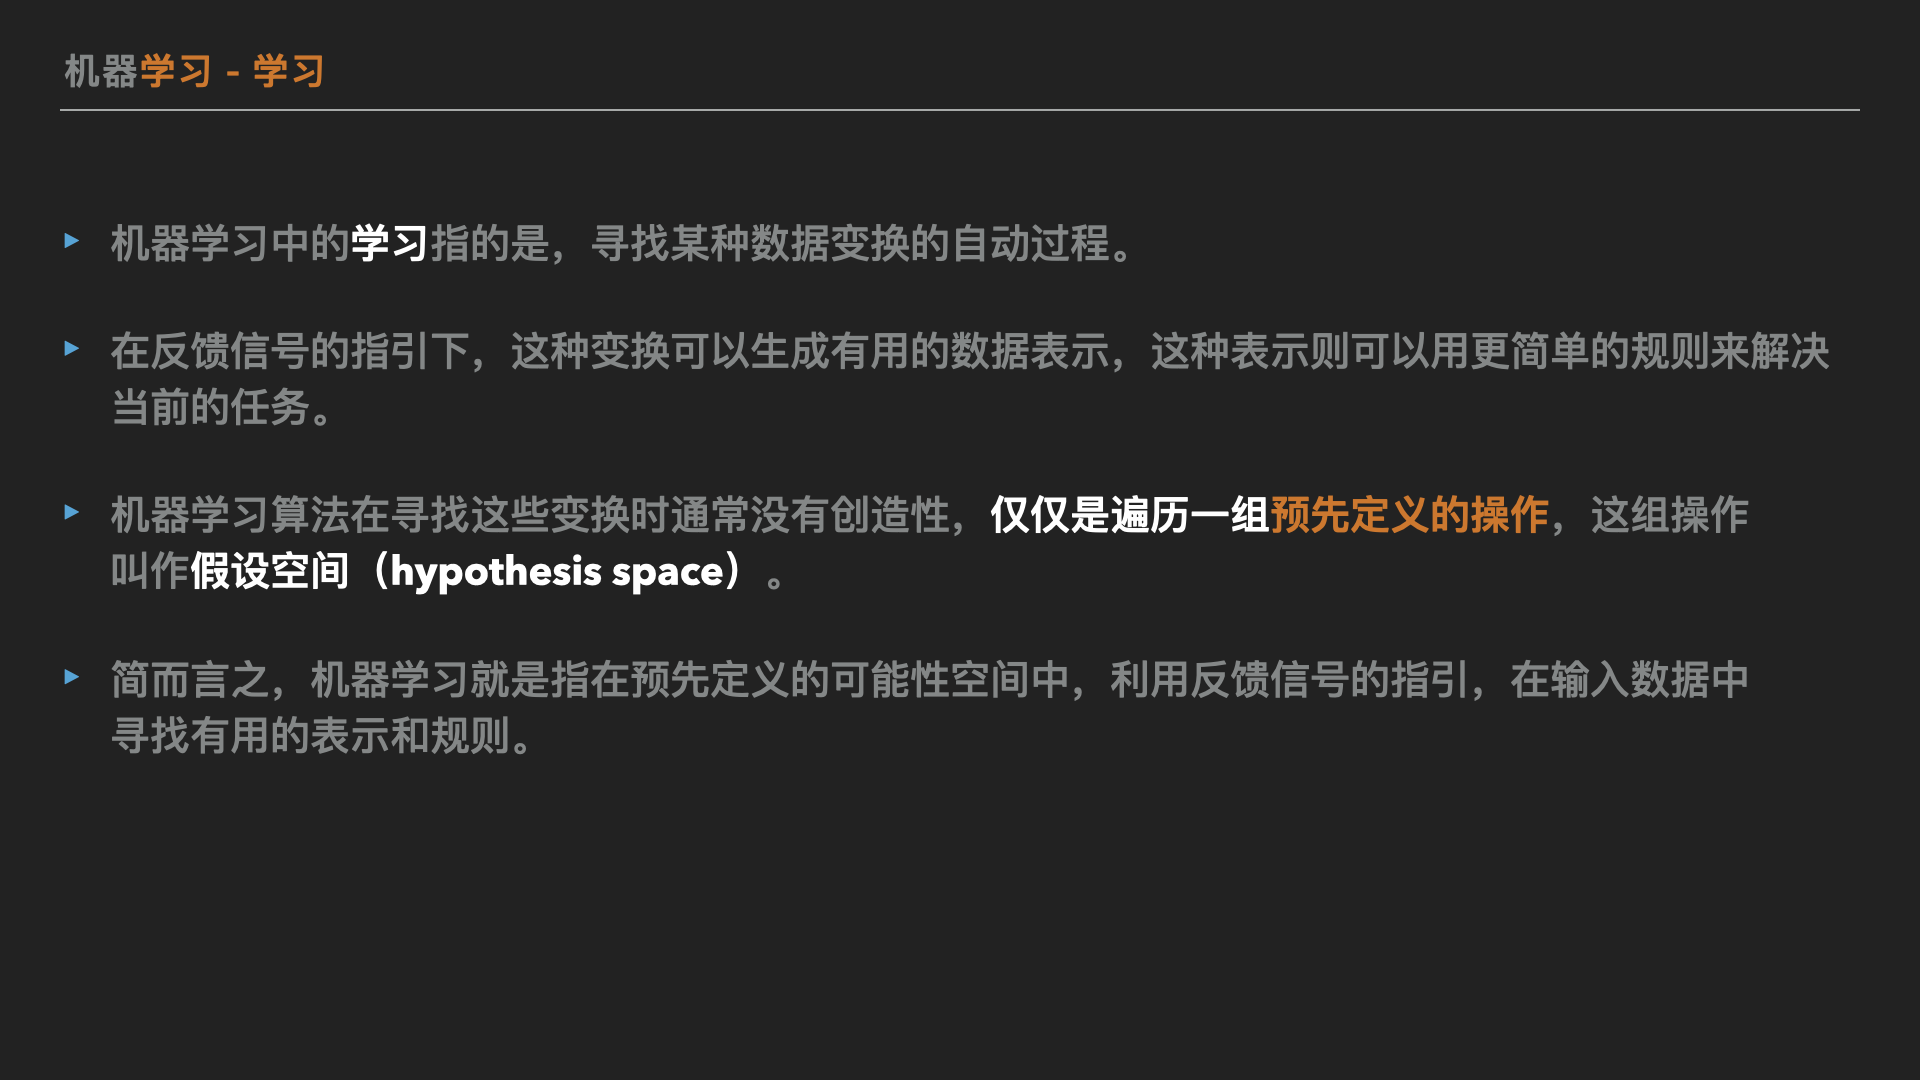 机器学习 - 学习
▸ 机器学习中的学习指的是，寻找某种数据变换的自动过程。
▸ 在反馈信号的指引下，这种变换可以生成有用的数据表示，这种表示则可以用更简单的规则来解决
当前的任务。
▸ 机器学习算法在寻找这些变换时通常没有创造性，仅仅是遍历一组预先定义的操作，这组操作
叫作假设空间（hypothesis space）。
▸ 简而言之，机器学习就是指在预先定义的可能性空间中，利用反馈信号的指引，在输入数据中
寻找有用的表示和规则。